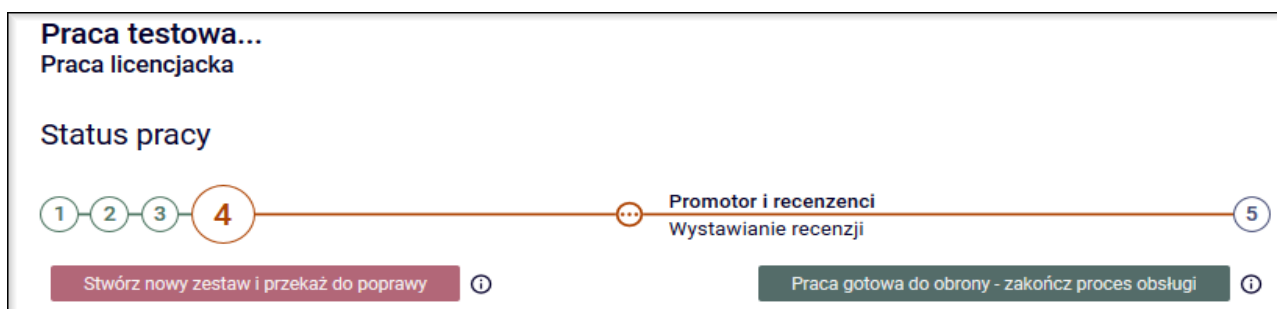 Praca testowa...
Praca licencjacka
Status pracy
1 2 3 4 Promotor i recenzenci 5
Wystawianie recenzji
Stwórz nowy zestaw i przekaż do poprawy
Praca gotowa do obrony - zakończ proces obsługi